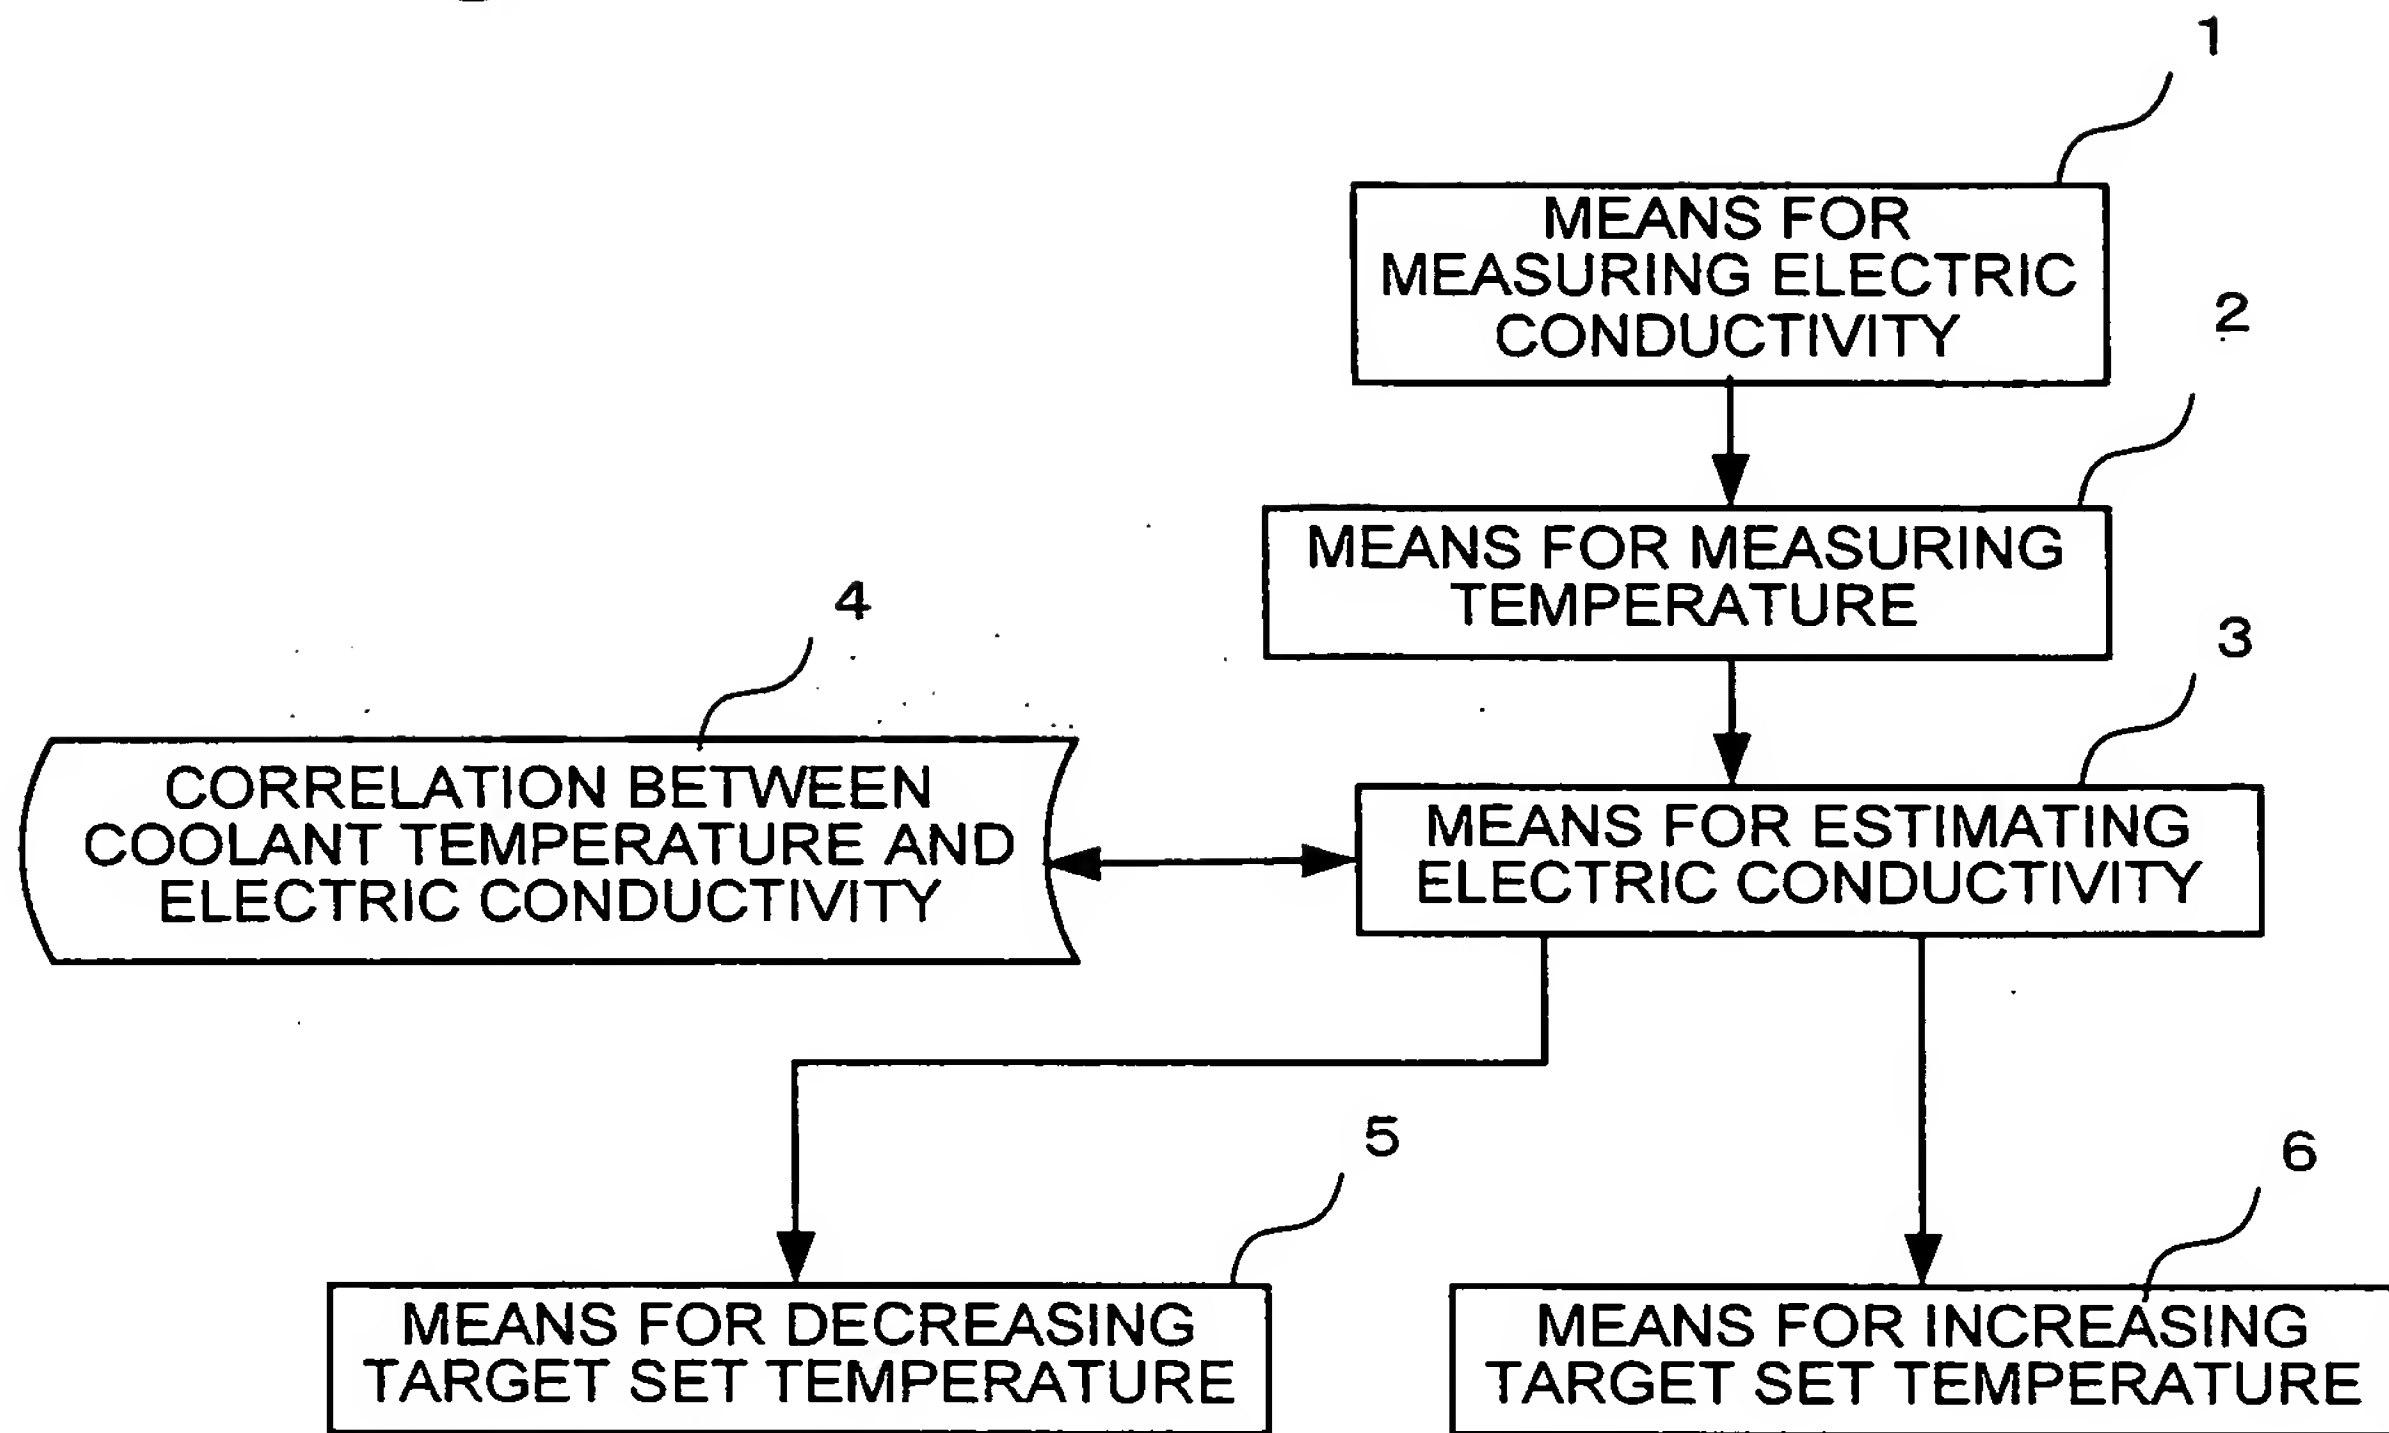 1
MEANS FOR
MEASURING ELECTRIC
CONDUCTIVITY
2
MEANS FOR MEASURING
TEMPERATURE
3
4
CORRELATION BETWEEN
COOLANT TEMPERATURE AND
ELECTRIC CONDUCTIVITY
MEANS FOR ESTIMATING
ELECTRIC CONDUCTIVITY
5
MEANS FOR DECREASING
TARGET SET TEMPERATURE
6
MEANS FOR INCREASING
TARGET SET TEMPERATURE